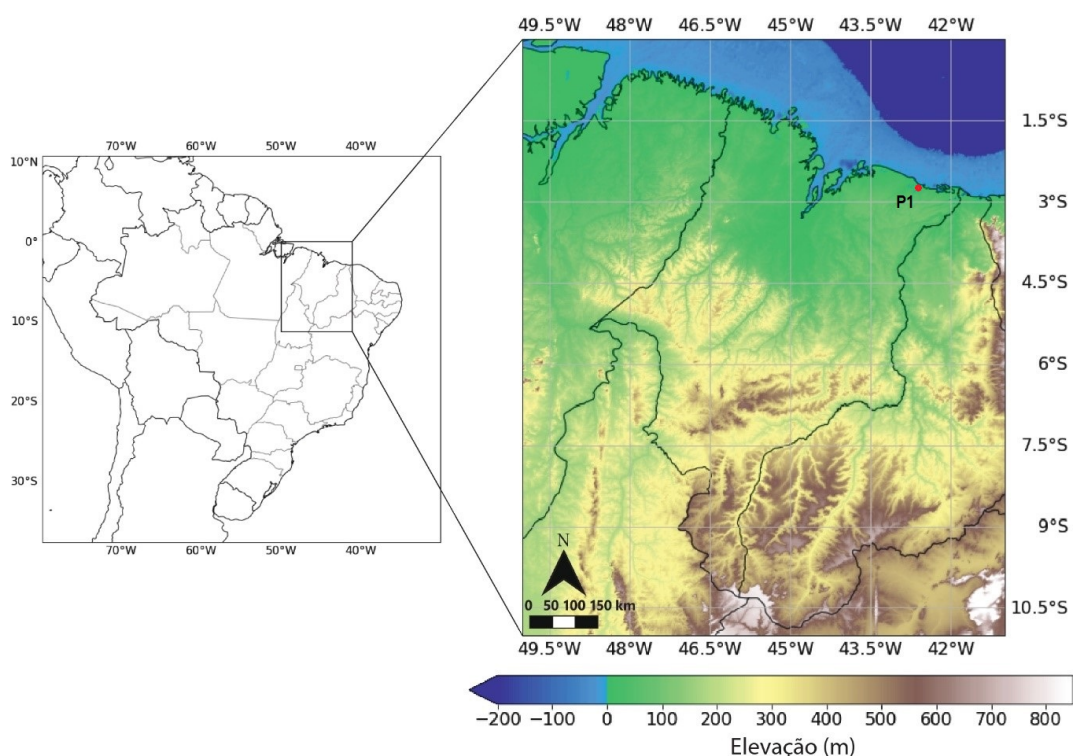 70°W 60°W 50°W 40°W
10°N
0°
10°S
20°S
30°S
70°W 60°W 50°W 40°W
49.5°W 48°W 46.5°W 45°W 43.5°W 42°W
1.5°S
3°S
4.5°S
6°S
7.5°S
9°S
10.5°S
P1
N
0 50 100 150 km
49.5°W 48°W 46.5°W 45°W 43.5°W 42°W
−200 −100 0 100 200 300 400 500 600 700 800
Elevação (m)